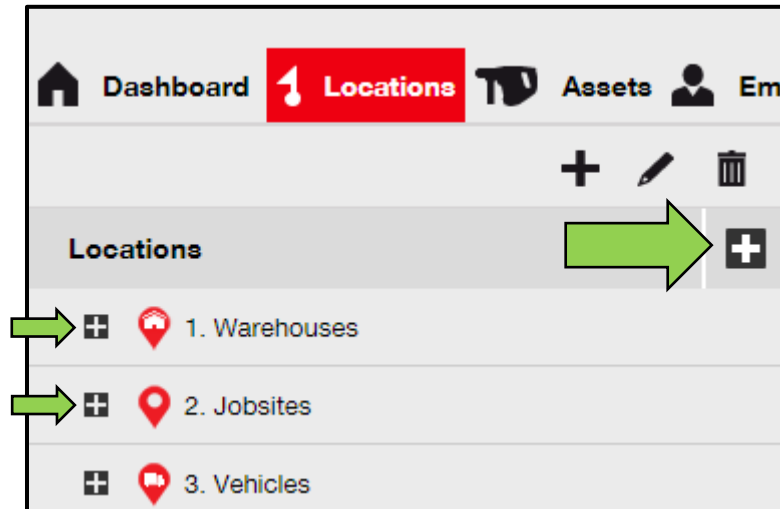 Dashboard Locations Assets Em
Locations
1. Warehouses
2. Jobsites
3. Vehicles